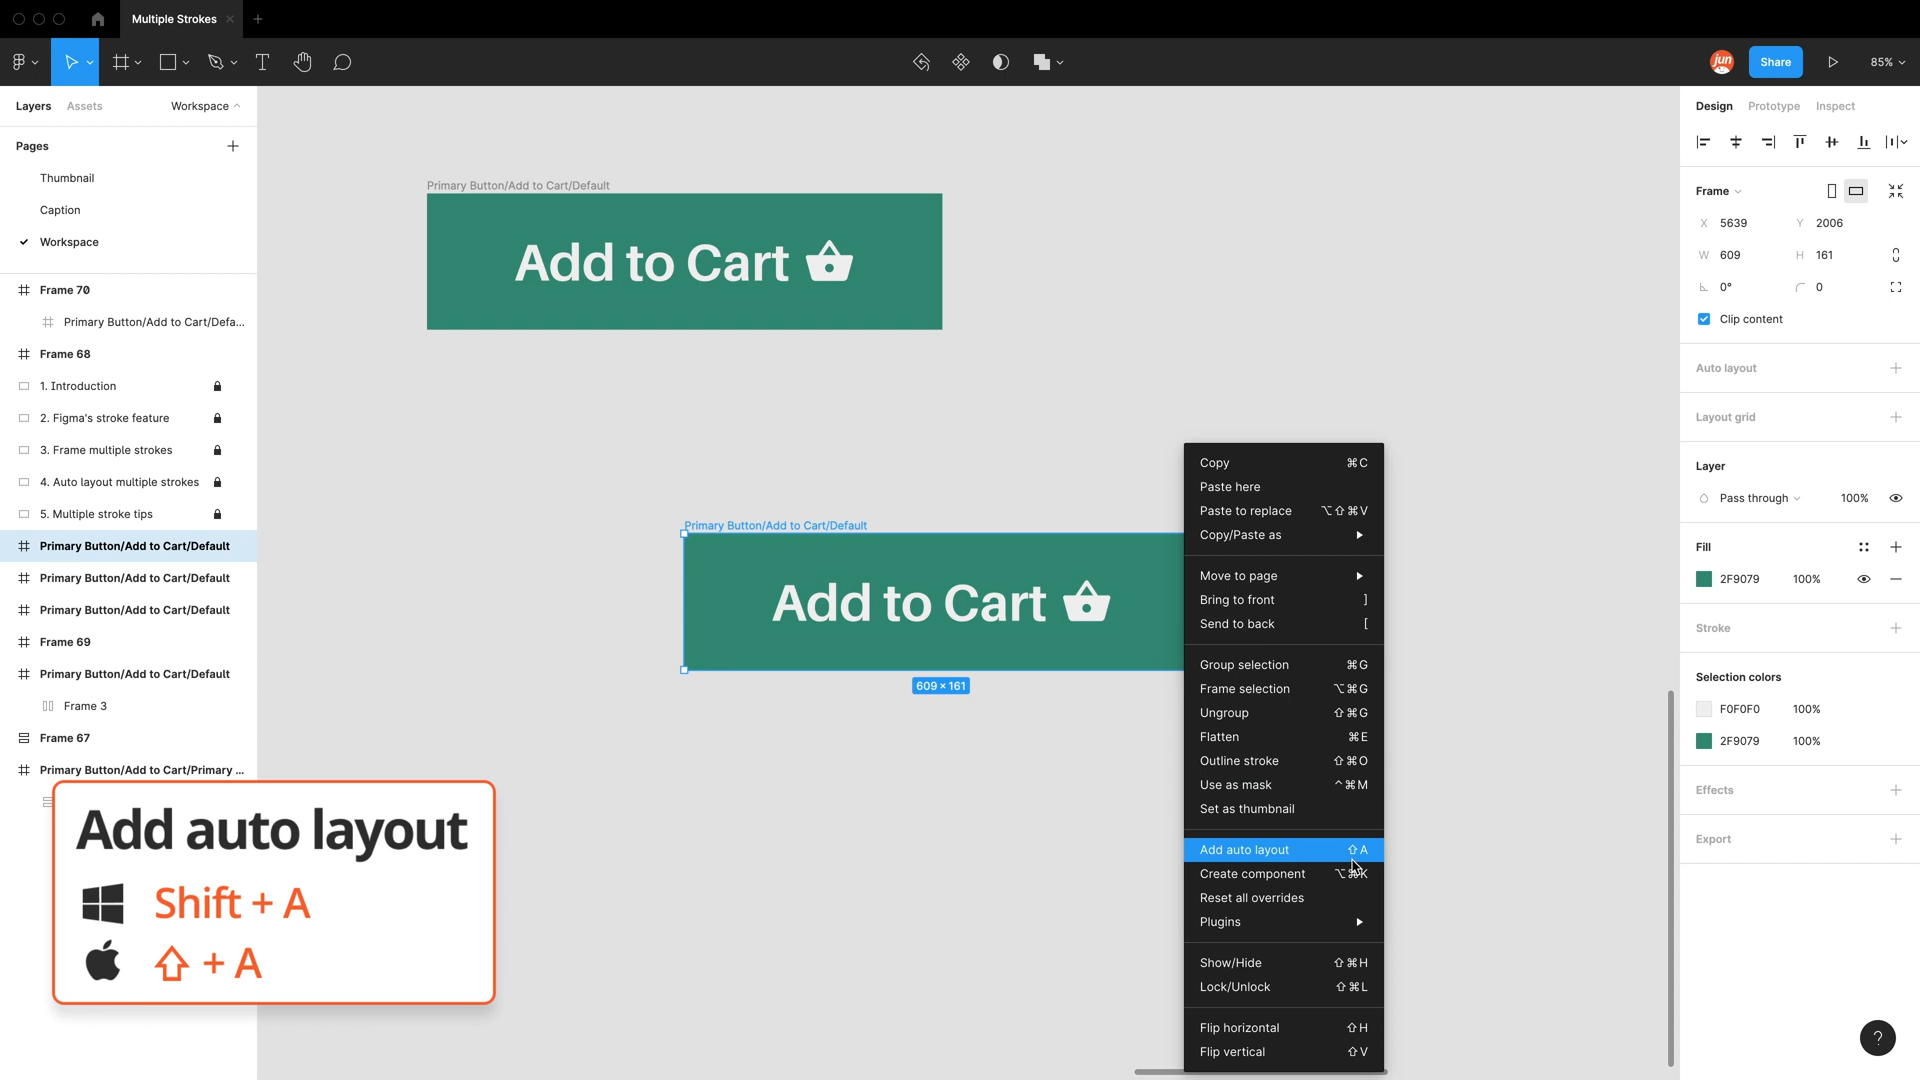 Multiple Strokes
jun
Share
85%
Layers
Assets
Workspace
Pages
Thumbnail
Caption
Workspace
Frame 70
Primary Button/Add to Cart/Defa...
Frame 68
1. Introduction
2. Figma's stroke feature
3. Frame multiple strokes
4. Auto layout multiple strokes
5. Multiple stroke tips
Primary Button/Add to Cart/Default
Primary Button/Add to Cart/Default
Primary Button/Add to Cart/Default
Frame 69
Primary Button/Add to Cart/Default
Frame 3
Frame 67
Primary Button/Add to Cart/Primary ...
Add auto layout
Shift + A
⇧ + A
Primary Button/Add to Cart/Default
Add to Cart
Primary Button/Add to Cart/Default
Add to Cart
609 × 161
Copy ⌘C
Paste here
Paste to replace ⌥⇧⌘V
Copy/Paste as
Move to page
Bring to front ]
Send to back [
Group selection ⌘G
Frame selection ⌥⌘G
Ungroup ⇧⌘G
Flatten ⌘E
Outline stroke ⇧⌘O
Use as mask ^⌘M
Set as thumbnail
Add auto layout ⇧A
Create component ⌥⌘K
Reset all overrides
Plugins
Show/Hide ⇧⌘H
Lock/Unlock ⇧⌘L
Flip horizontal ⇧H
Flip vertical ⇧V
Design
Prototype
Inspect
Frame
X 5639 Y 2006
W 609 H 161
0° 0
Clip content
Auto layout
Layout grid
Layer
Pass through 100%
Fill
2F9079 100%
Stroke
Selection colors
F0F0F0 100%
2F9079 100%
Effects
Export
?